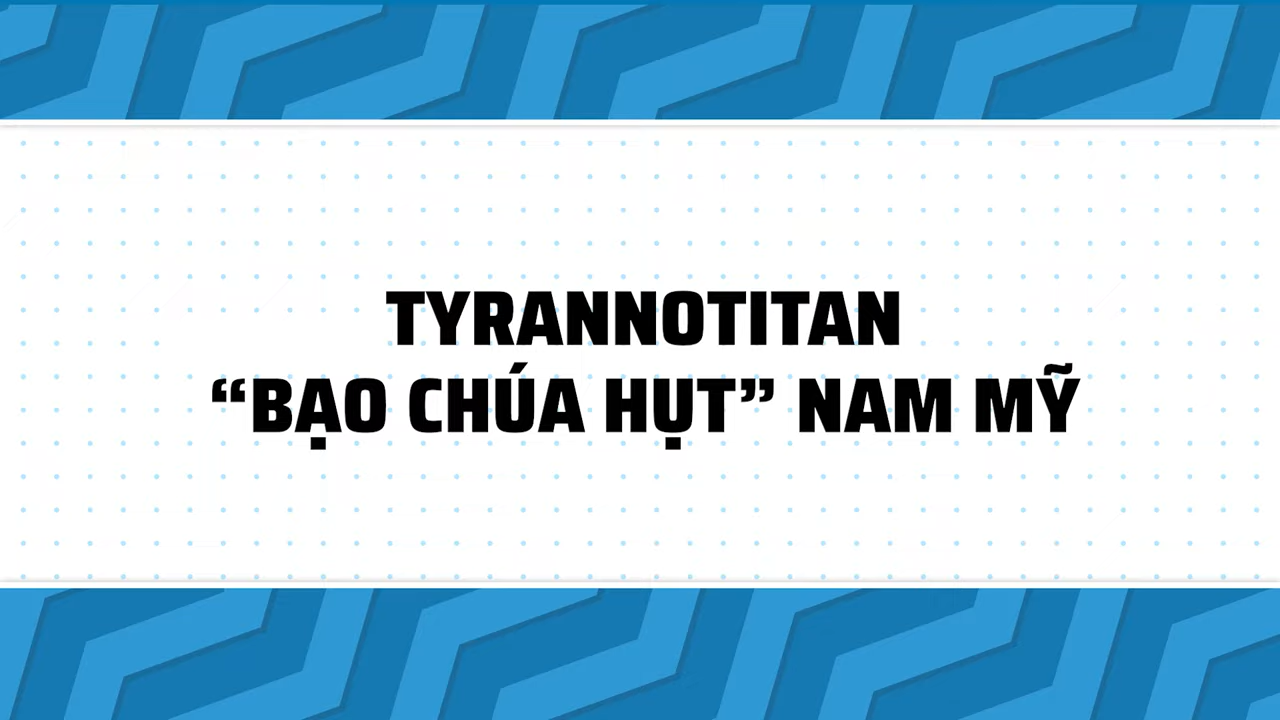 TYRANNOTITAN
“BẠO CHÚA HỤT” NAM MỸ